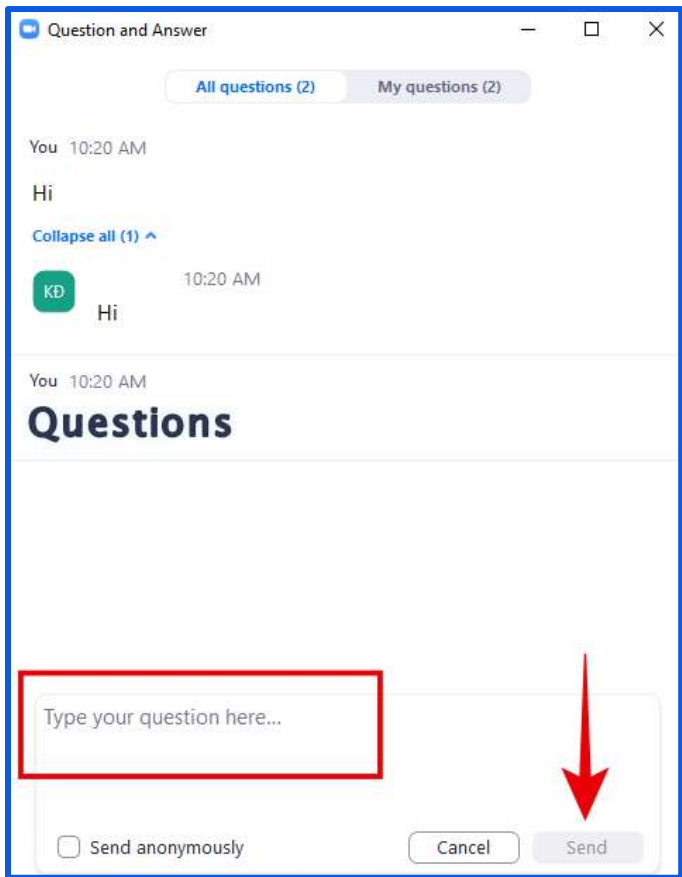 Question and Answer
All questions (2) My questions (2)
You 10:20 AM
Hi
Collapse all (1)
KĐ 10:20 AM
Hi
You 10:20 AM
Questions
Type your question here...
Send anonymously Cancel Send